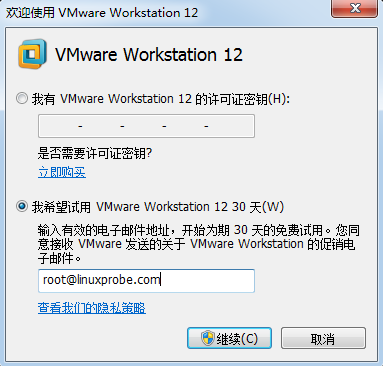 欢迎使用 VMware Workstation 12
VMware Workstation 12
我有 VMware Workstation 12 的许可证密钥(H):
- - - -
是否需要许可证密钥?
立即购买
我希望试用 VMware Workstation 12 30 天(W)
输入有效的电子邮件地址，开始为期 30 天的免费试用。您同
意接收 VMware 发送的关于 VMware Workstation 的促销电
子邮件。
root@linuxprobe.com
查看我们的隐私策略
继续(C) 取消